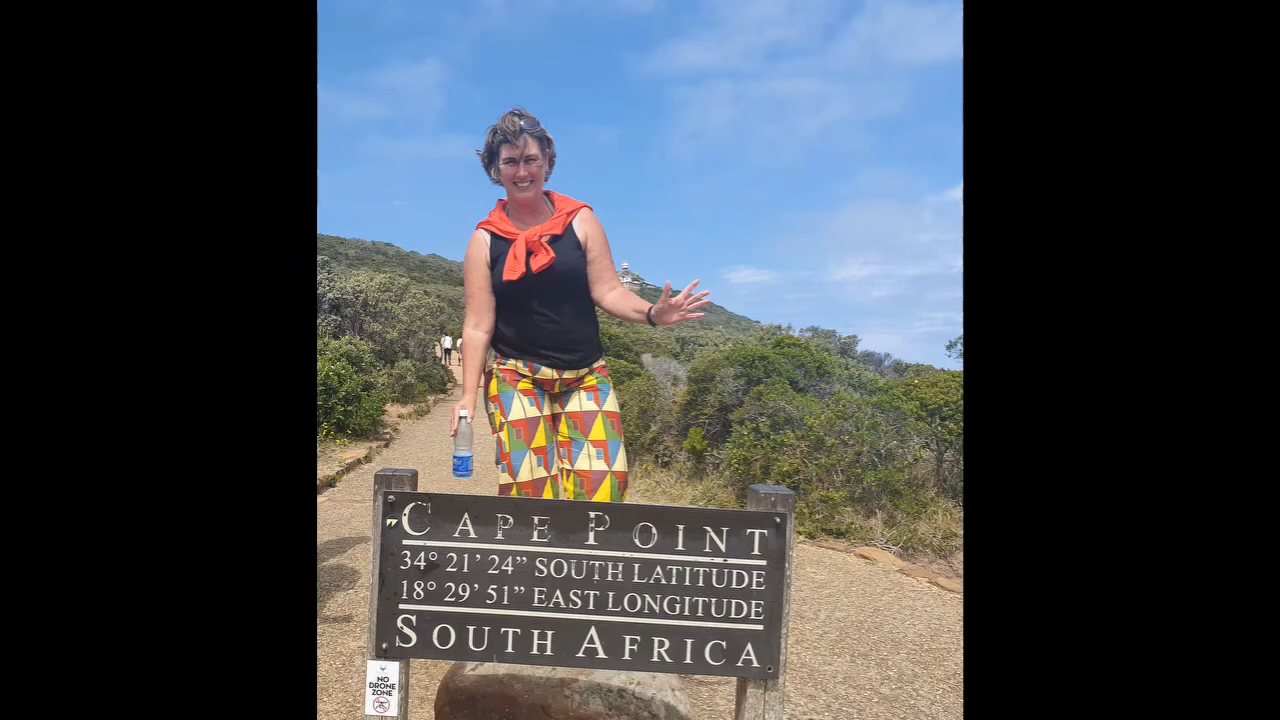 CAPE POINT
34° 21' 24" SOUTH LATITUDE
18° 29' 51" EAST LONGITUDE
SOUTH AFRICA
NO
DRONE
ZONE